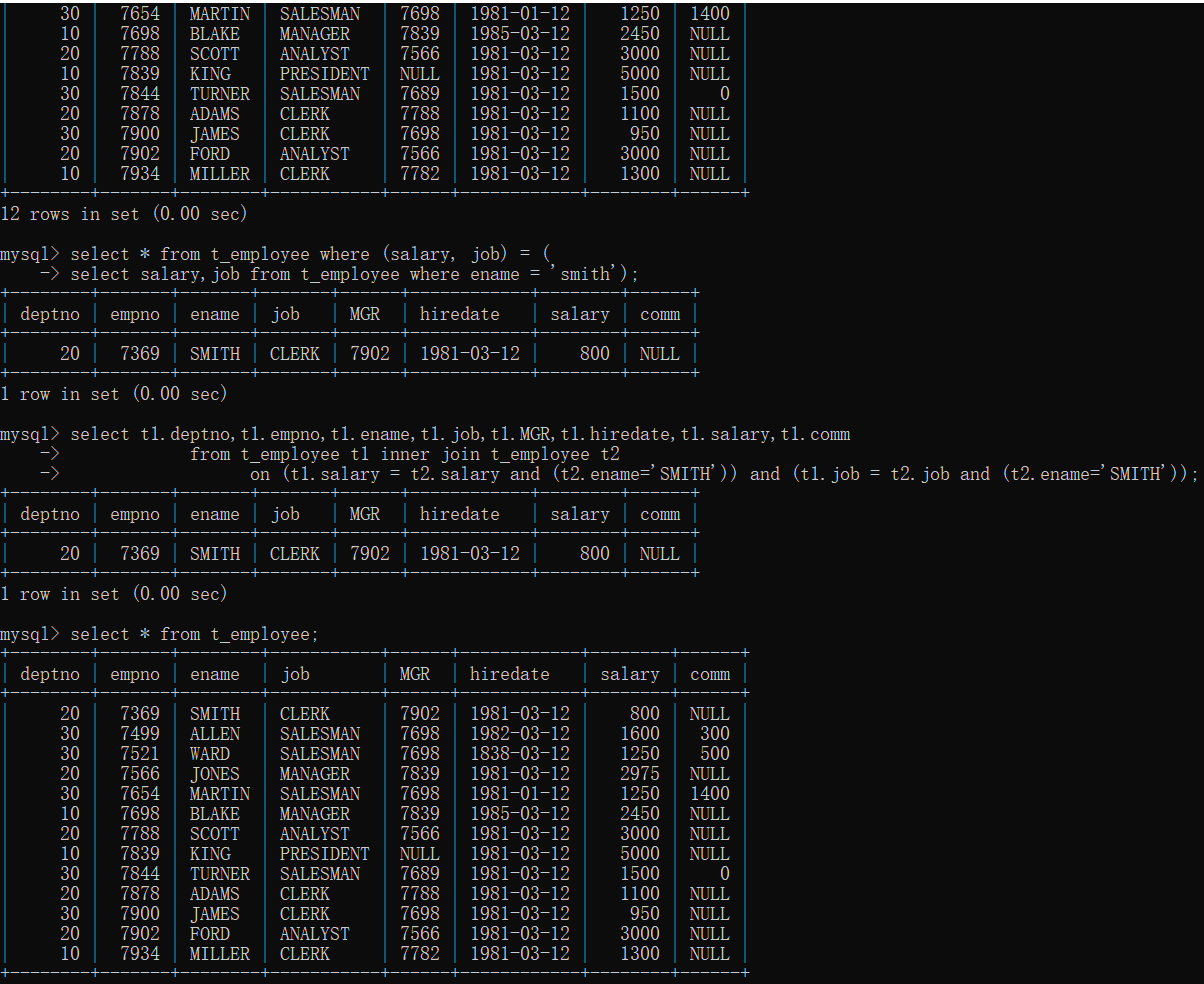 | 30 | 7654 | MARTIN | SALESMAN | 7698 | 1981-01-12 | 1250 | 1400 |
| 10 | 7698 | BLAKE | MANAGER | 7839 | 1985-03-12 | 2450 | NULL |
| 20 | 7788 | SCOTT | ANALYST | 7566 | 1981-03-12 | 3000 | NULL |
| 10 | 7839 | KING | PRESIDENT | NULL | 1981-03-12 | 5000 | NULL |
| 30 | 7844 | TURNER | SALESMAN | 7689 | 1981-03-12 | 1500 | 0 |
| 20 | 7878 | ADAMS | CLERK | 7788 | 1981-03-12 | 1100 | NULL |
| 30 | 7900 | JAMES | CLERK | 7698 | 1981-03-12 | 950 | NULL |
| 20 | 7902 | FORD | ANALYST | 7566 | 1981-03-12 | 3000 | NULL |
| 10 | 7934 | MILLER | CLERK | 7782 | 1981-03-12 | 1300 | NULL |
+--------+-------+--------+-----------+------+------------+--------+------+
12 rows in set (0.00 sec)
mysql> select * from t_employee where (salary, job) = (
    -> select salary,job from t_employee where ename = 'smith');
+--------+-------+-------+-------+------+------------+--------+------+
| deptno | empno | ename | job | MGR | hiredate | salary | comm |
+--------+-------+-------+-------+------+------------+--------+------+
| 20 | 7369 | SMITH | CLERK | 7902 | 1981-03-12 | 800 | NULL |
+--------+-------+-------+-------+------+------------+--------+------+
1 row in set (0.00 sec)
mysql> select t1.deptno,t1.empno,t1.ename,t1.job,t1.MGR,t1.hiredate,t1.salary,t1.comm
    -> from t_employee t1 inner join t_employee t2
    -> on (t1.salary = t2.salary and (t2.ename='SMITH')) and (t1.job = t2.job and (t2.ename='SMITH'));
+--------+-------+-------+-------+------+------------+--------+------+
| deptno | empno | ename | job | MGR | hiredate | salary | comm |
+--------+-------+-------+-------+------+------------+--------+------+
| 20 | 7369 | SMITH | CLERK | 7902 | 1981-03-12 | 800 | NULL |
+--------+-------+-------+-------+------+------------+--------+------+
1 row in set (0.00 sec)
mysql> select * from t_employee;
+--------+-------+--------+-----------+------+------------+--------+------+
| deptno | empno | ename | job | MGR | hiredate | salary | comm |
+--------+-------+--------+-----------+------+------------+--------+------+
| 20 | 7369 | SMITH | CLERK | 7902 | 1981-03-12 | 800 | NULL |
| 30 | 7499 | ALLEN | SALESMAN | 7698 | 1982-03-12 | 1600 | 300 |
| 30 | 7521 | WARD | SALESMAN | 7698 | 1838-03-12 | 1250 | 500 |
| 20 | 7566 | JONES | MANAGER | 7839 | 1981-03-12 | 2975 | NULL |
| 30 | 7654 | MARTIN | SALESMAN | 7698 | 1981-01-12 | 1250 | 1400 |
| 10 | 7698 | BLAKE | MANAGER | 7839 | 1985-03-12 | 2450 | NULL |
| 20 | 7788 | SCOTT | ANALYST | 7566 | 1981-03-12 | 3000 | NULL |
| 10 | 7839 | KING | PRESIDENT | NULL | 1981-03-12 | 5000 | NULL |
| 30 | 7844 | TURNER | SALESMAN | 7689 | 1981-03-12 | 1500 | 0 |
| 20 | 7878 | ADAMS | CLERK | 7788 | 1981-03-12 | 1100 | NULL |
| 30 | 7900 | JAMES | CLERK | 7698 | 1981-03-12 | 950 | NULL |
| 20 | 7902 | FORD | ANALYST | 7566 | 1981-03-12 | 3000 | NULL |
| 10 | 7934 | MILLER | CLERK | 7782 | 1981-03-12 | 1300 | NULL |
+--------+-------+--------+-----------+------+------------+--------+------+